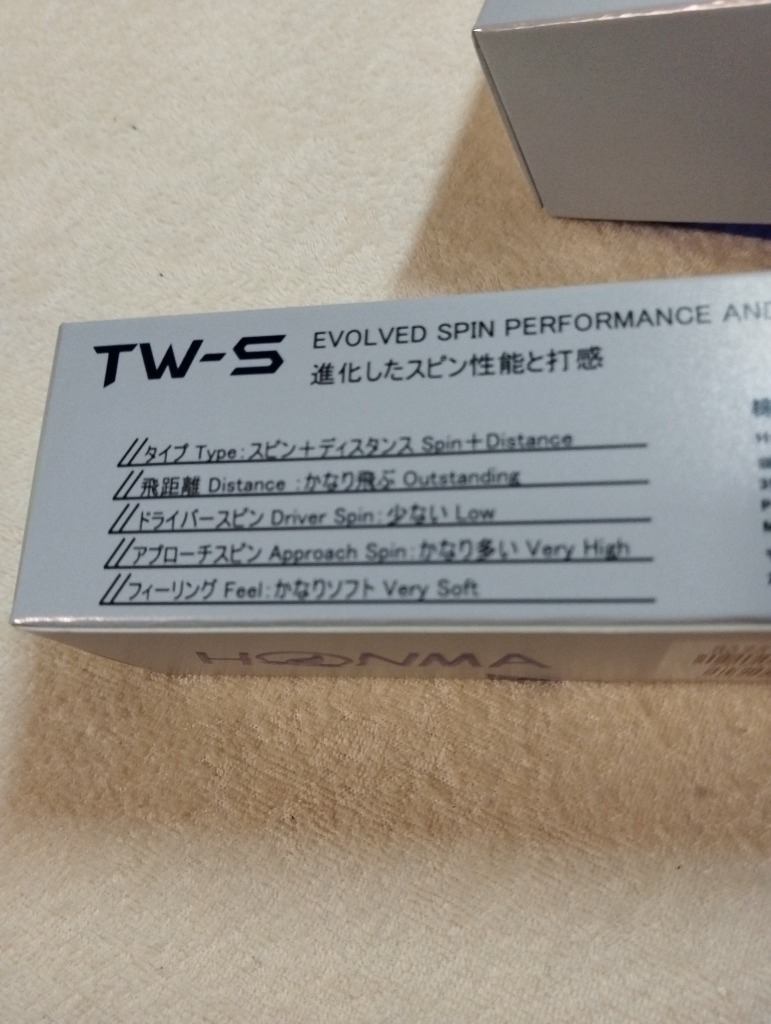 TW-S
EVOLVED SPIN PERFORMANCE AND
進化したスピン性能と打感
//タイプ Type:スピン+ディスタンス Spin+Distance
//飛距離 Distance :かなり飛ぶ Outstanding
//ドライバースピン Driver Spin:少ない Low
//アプローチスピン Approach Spin:かなり多い Very High
//フィーリング Feel:かなりソフト Very Soft
HONMA